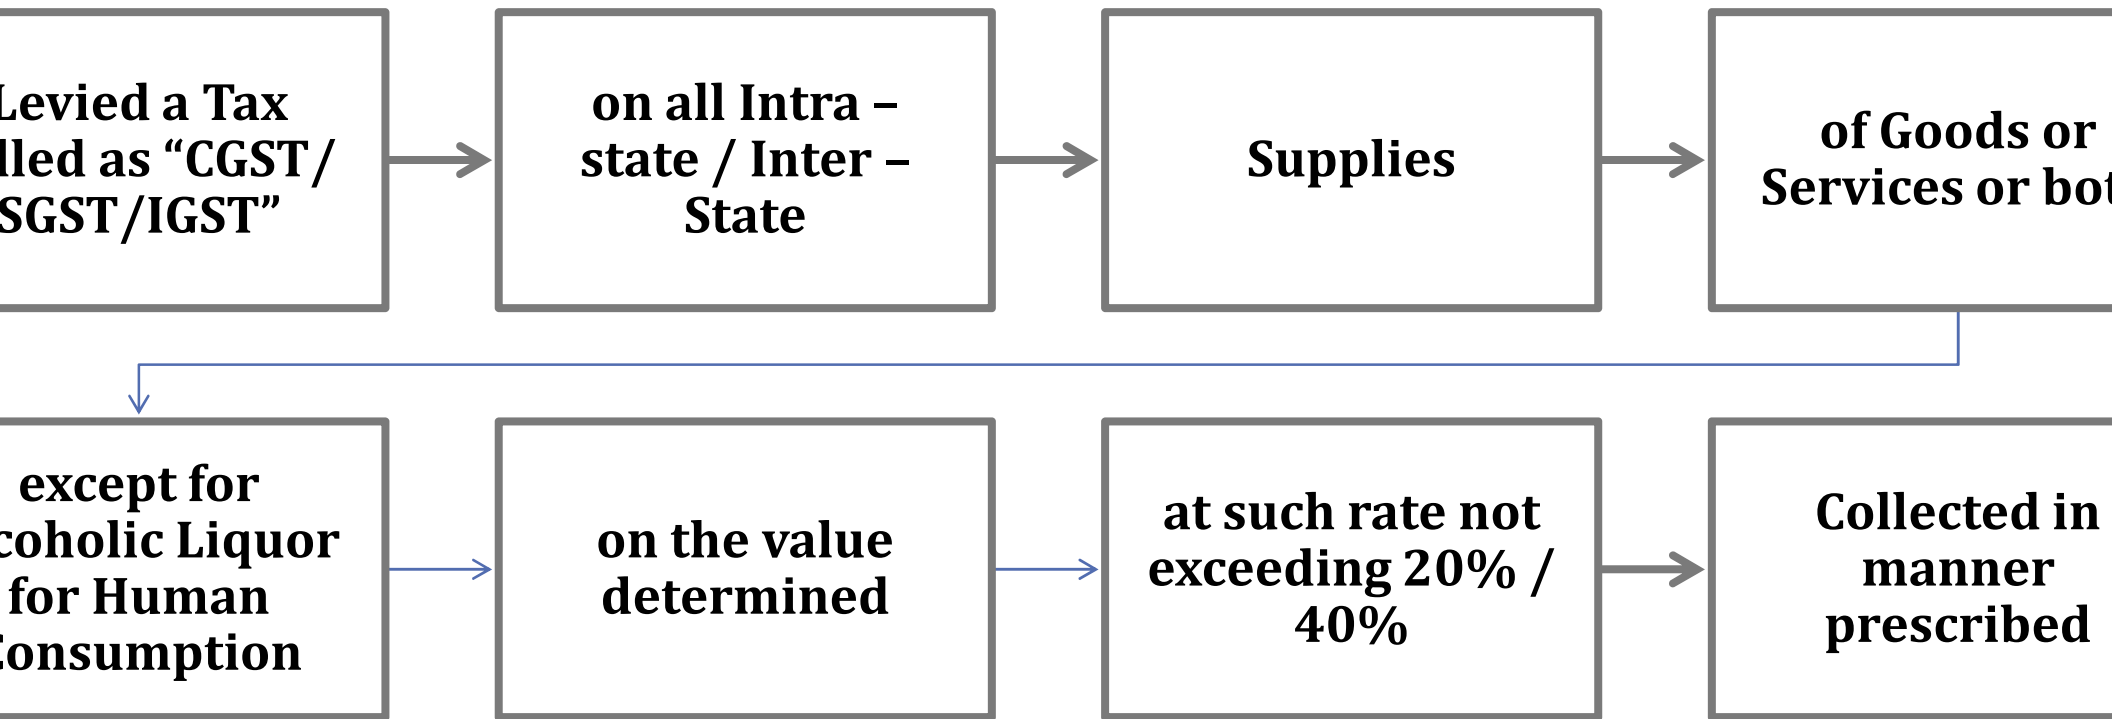 Levied a Tax
lled as “CGST/
SGST/IGST”
on all Intra –
state / Inter –
State
Supplies
of Goods or
Services or bot
except for
coholic Liquor
for Human
Consumption
on the value
determined
at such rate not
exceeding 20% /
40%
Collected in
manner
prescribed